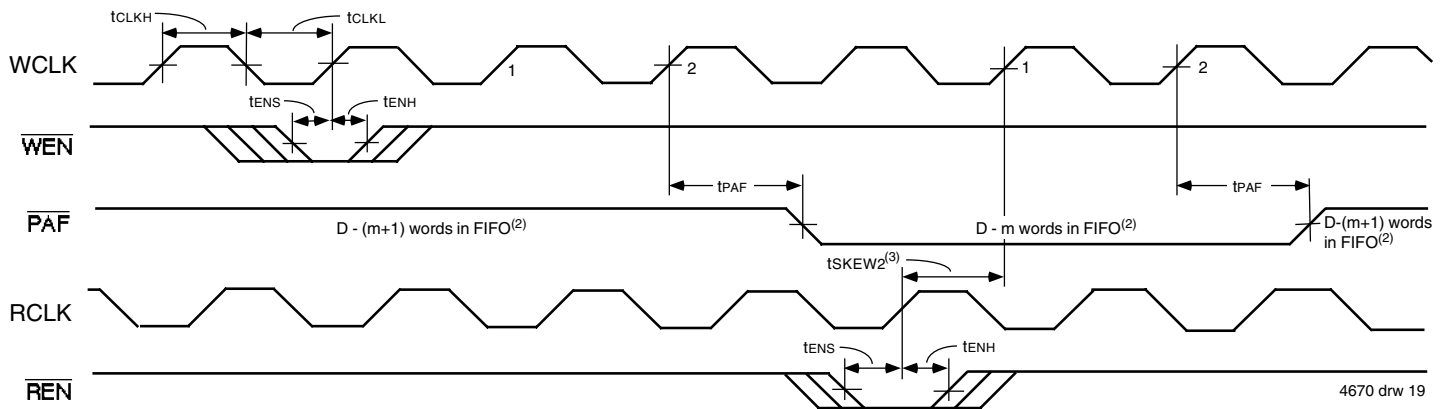 tCLKH
tCLKL
WCLK
1
2
1
2
tENS
tENH
WEN
tPAF
tPAF
PAF
D - (m+1) words in FIFO(2)
D - m words in FIFO(2)
D-(m+1) words
in FIFO(2)
tSKEW2(3)
RCLK
tENS
tENH
REN
4670 drw 19